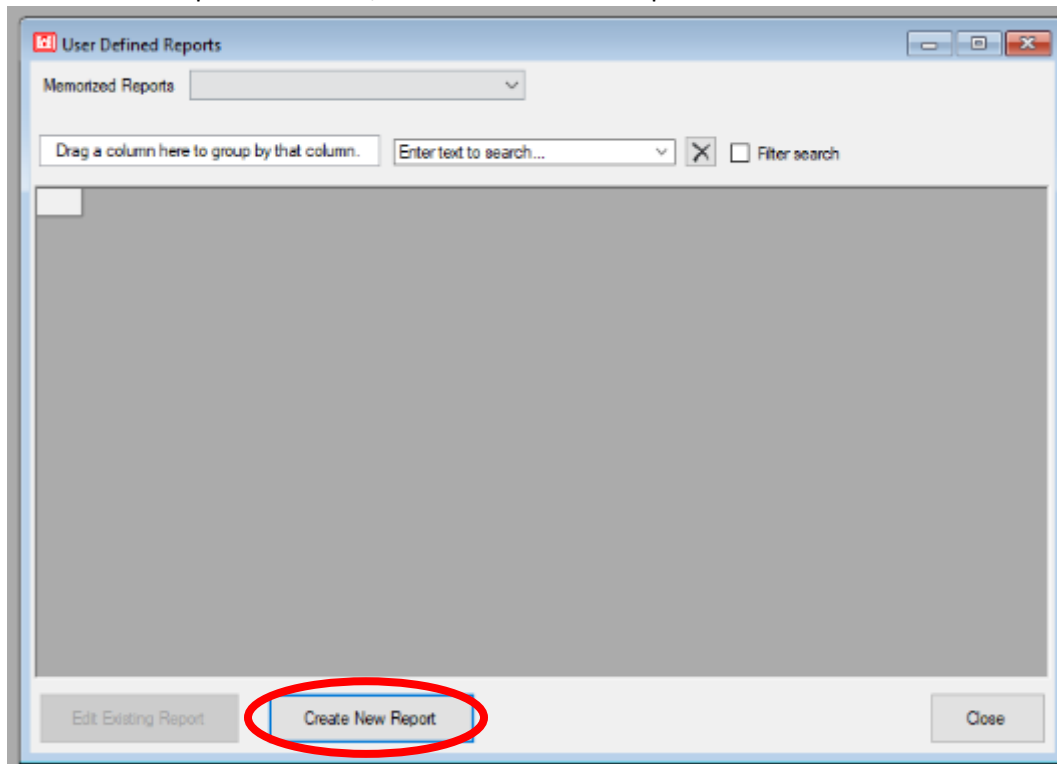 User Defined Reports
Memorized Reports
Drag a column here to group by that column. Enter text to search... Filter search
Edit Existing Report Create New Report Close